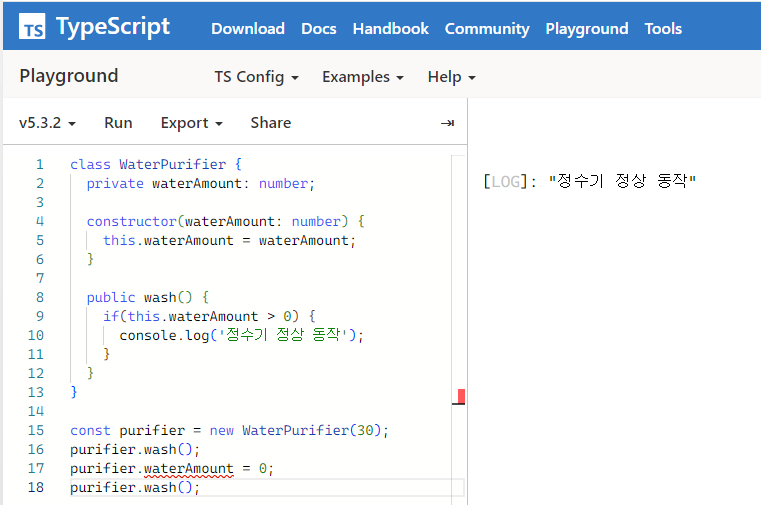 TS TypeScript Download Docs Handbook Community Playground Tools
Playground TS Config Examples Help
v5.3.2 Run Export Share
1 class WaterPurifier {
2 private waterAmount: number;
3
4 constructor(waterAmount: number) {
5 this.waterAmount = waterAmount;
6 }
7
8 public wash() {
9 if(this.waterAmount > 0) {
10 console.log('정수기 정상 동작');
11 }
12 }
13 }
14
15 const purifier = new WaterPurifier(30);
16 purifier.wash();
17 purifier.waterAmount = 0;
18 purifier.wash();
[LOG]: "정수기 정상 동작"